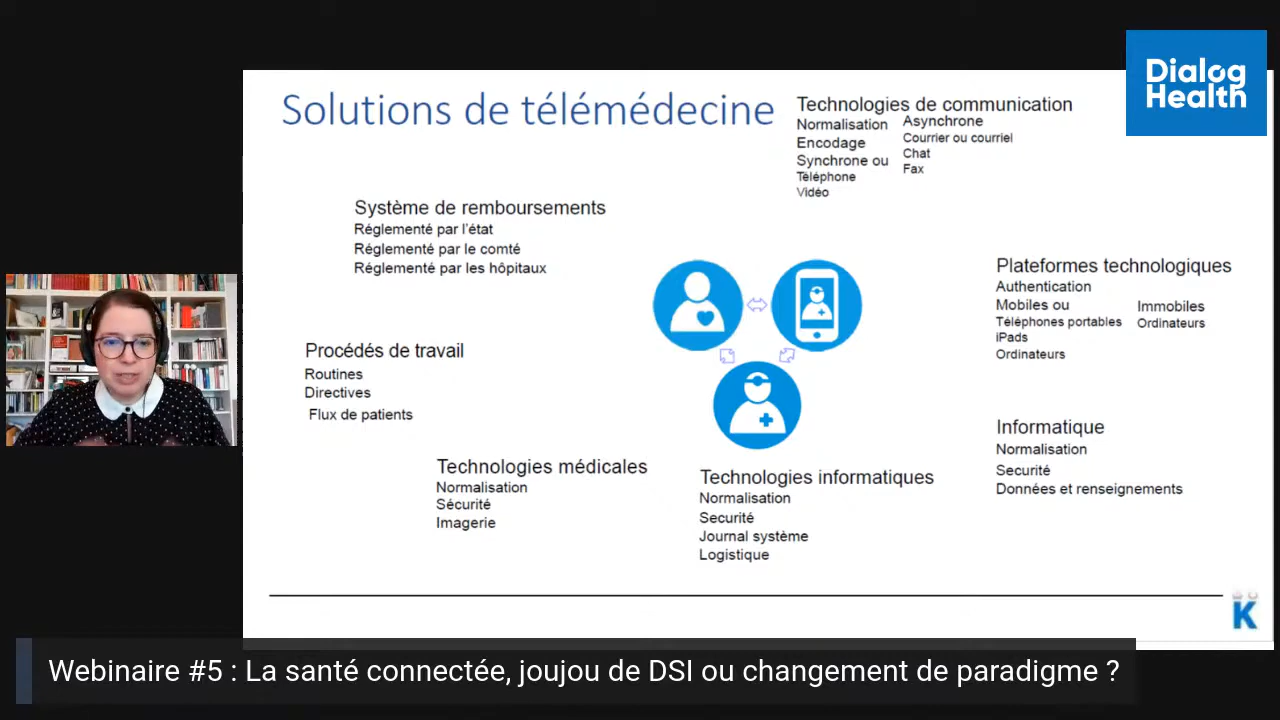 Dialog
Health
Solutions de télémédecine
Technologies de communication
Normalisation
Encodage
Synchrone ou
Téléphone
Vidéo
Asynchrone
Courrier ou courriel
Chat
Fax
Système de remboursements
Réglementé par l'état
Réglementé par le comté
Réglementé par les hôpitaux
Plateformes technologiques
Authentication
Mobiles ou
Téléphones portables
iPads
Ordinateurs
Immobiles
Ordinateurs
Procédés de travail
Routines
Directives
Flux de patients
Informatique
Normalisation
Securité
Données et renseignements
Technologies médicales
Normalisation
Sécurité
Imagerie
Technologies informatiques
Normalisation
Securité
Journal système
Logistique
K
Webinaire #5 : La santé connectée, joujou de DSI ou changement de paradigme ?